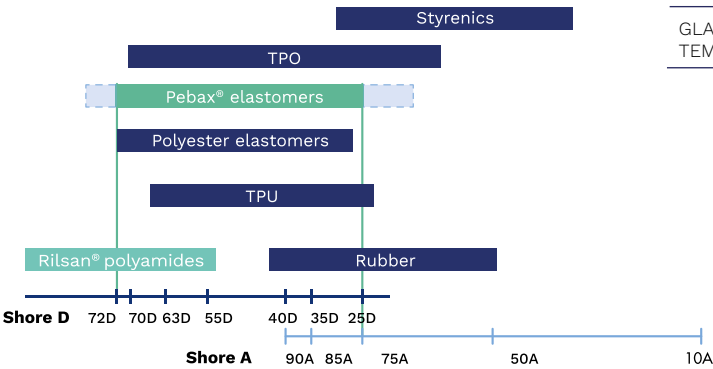 Styrenics
GLA
TPO
TEM
Pebax® elastomers
Polyester elastomers
TPU
Rilsan® polyamides
Rubber
Shore D 72D 70D 63D 55D 40D 35D 25D
Shore A 90A 85A 75A 50A 10A